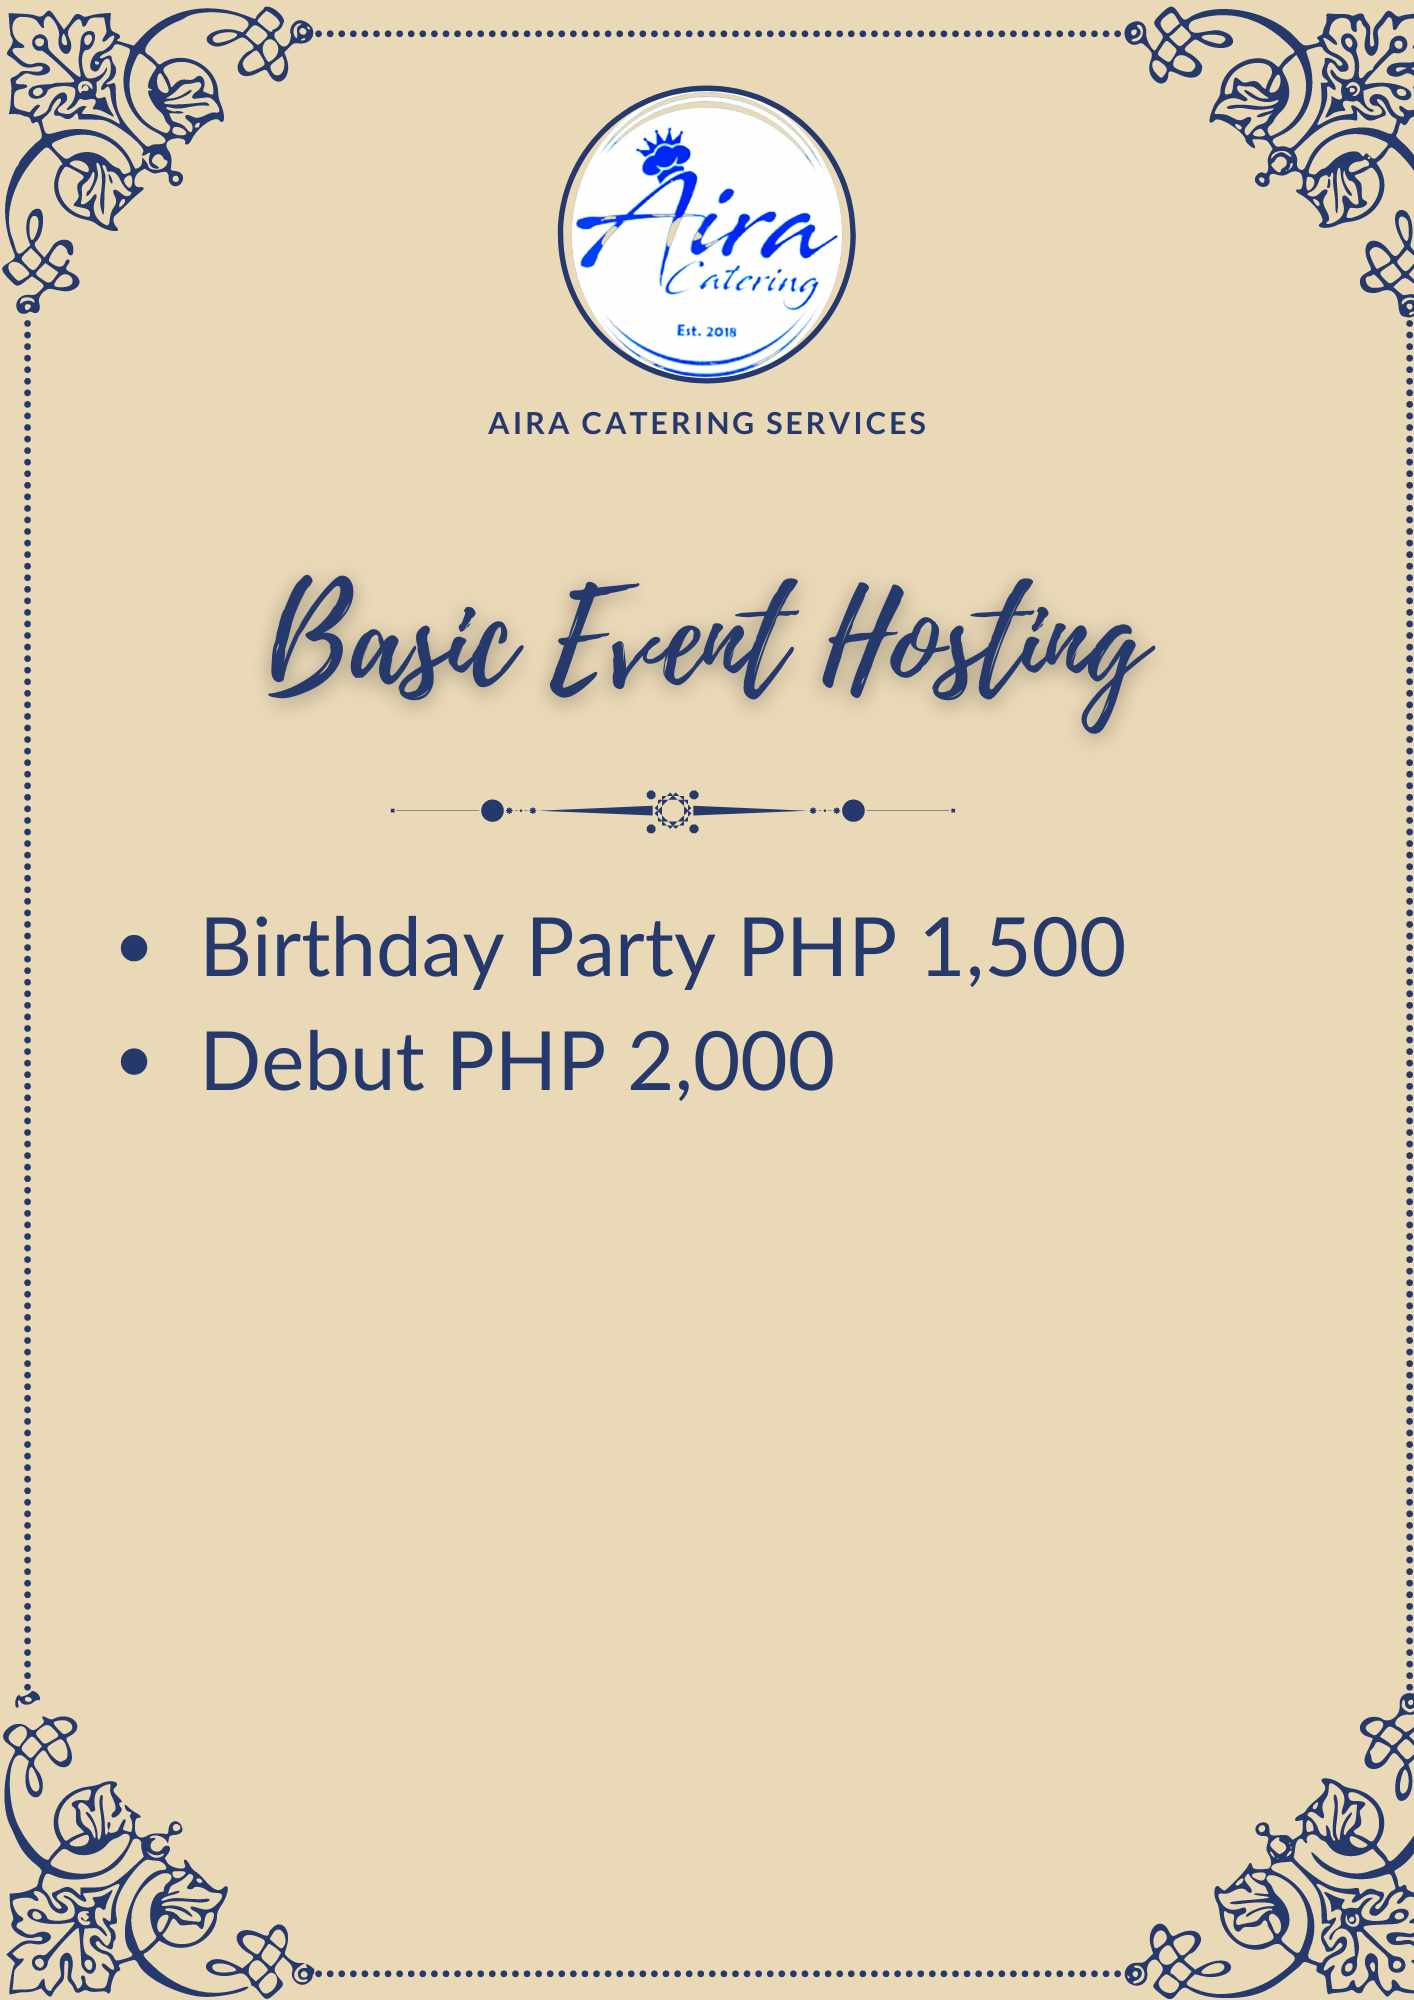 Aira
Catering
Est. 2018
AIRA CATERING SERVICES
Basic Event Hosting
• Birthday Party PHP 1,500
• Debut PHP 2,000